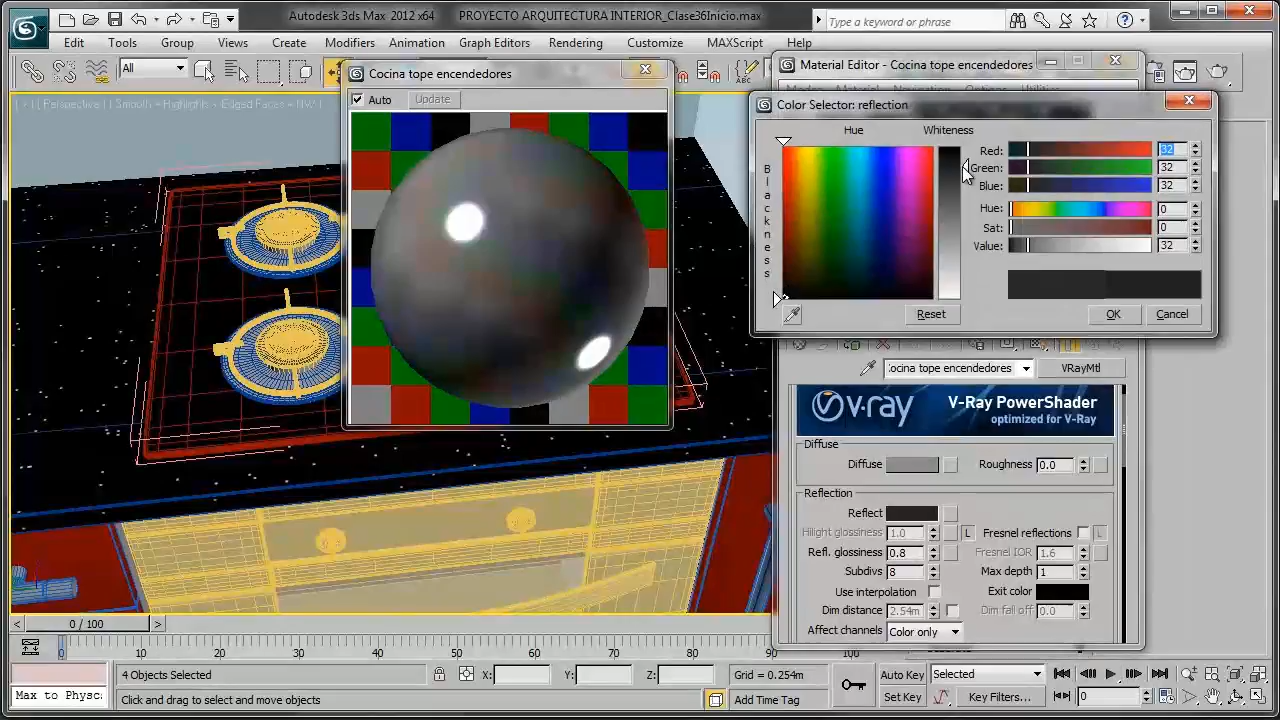 Autodesk 3ds Max 2012 x64 PROYECTO ARQUITECTURA INTERIOR_Clase36Inicio.max
Type a keyword or phrase
Edit Tools Group Views Create Modifiers Animation Graph Editors Rendering Customize MAXScript Help
All
Cocina tope encendedores
Auto Update
Material Editor - Cocina tope encendedores
Color Selector: reflection
Hue Whiteness
Blackness
Red: 32
Green: 32
Blue: 32
Hue: 0
Sat: 0
Value: 32
Reset OK Cancel
ocina tope encendedores VRayMtl
v·ray V-Ray PowerShader
optimized for V-Ray
Diffuse
Diffuse Roughness 0.0
Reflection
Reflect
Hilight glossiness 1.0 L Fresnel reflections L
Refl. glossiness 0.8 Fresnel IOR 1.6
Subdivs 8 Max depth 1
Use interpolation Exit color
Dim distance 2.54m Dim fall off 0.0
Affect channels Color only
0 / 100
0 10 20 30 40 50 60 70 80 90 100
4 Objects Selected X: Y: Z: Grid = 0.254m Auto Key Selected
Max to Physc Click and drag to select and move objects Add Time Tag Set Key Key Filters... 0